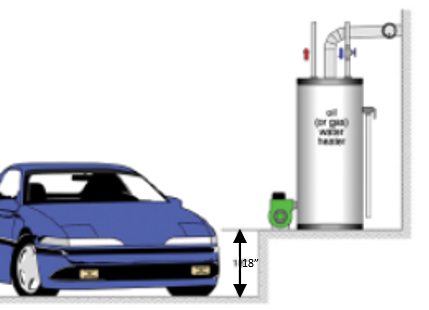 oil
(or gas)
water
heater
18"